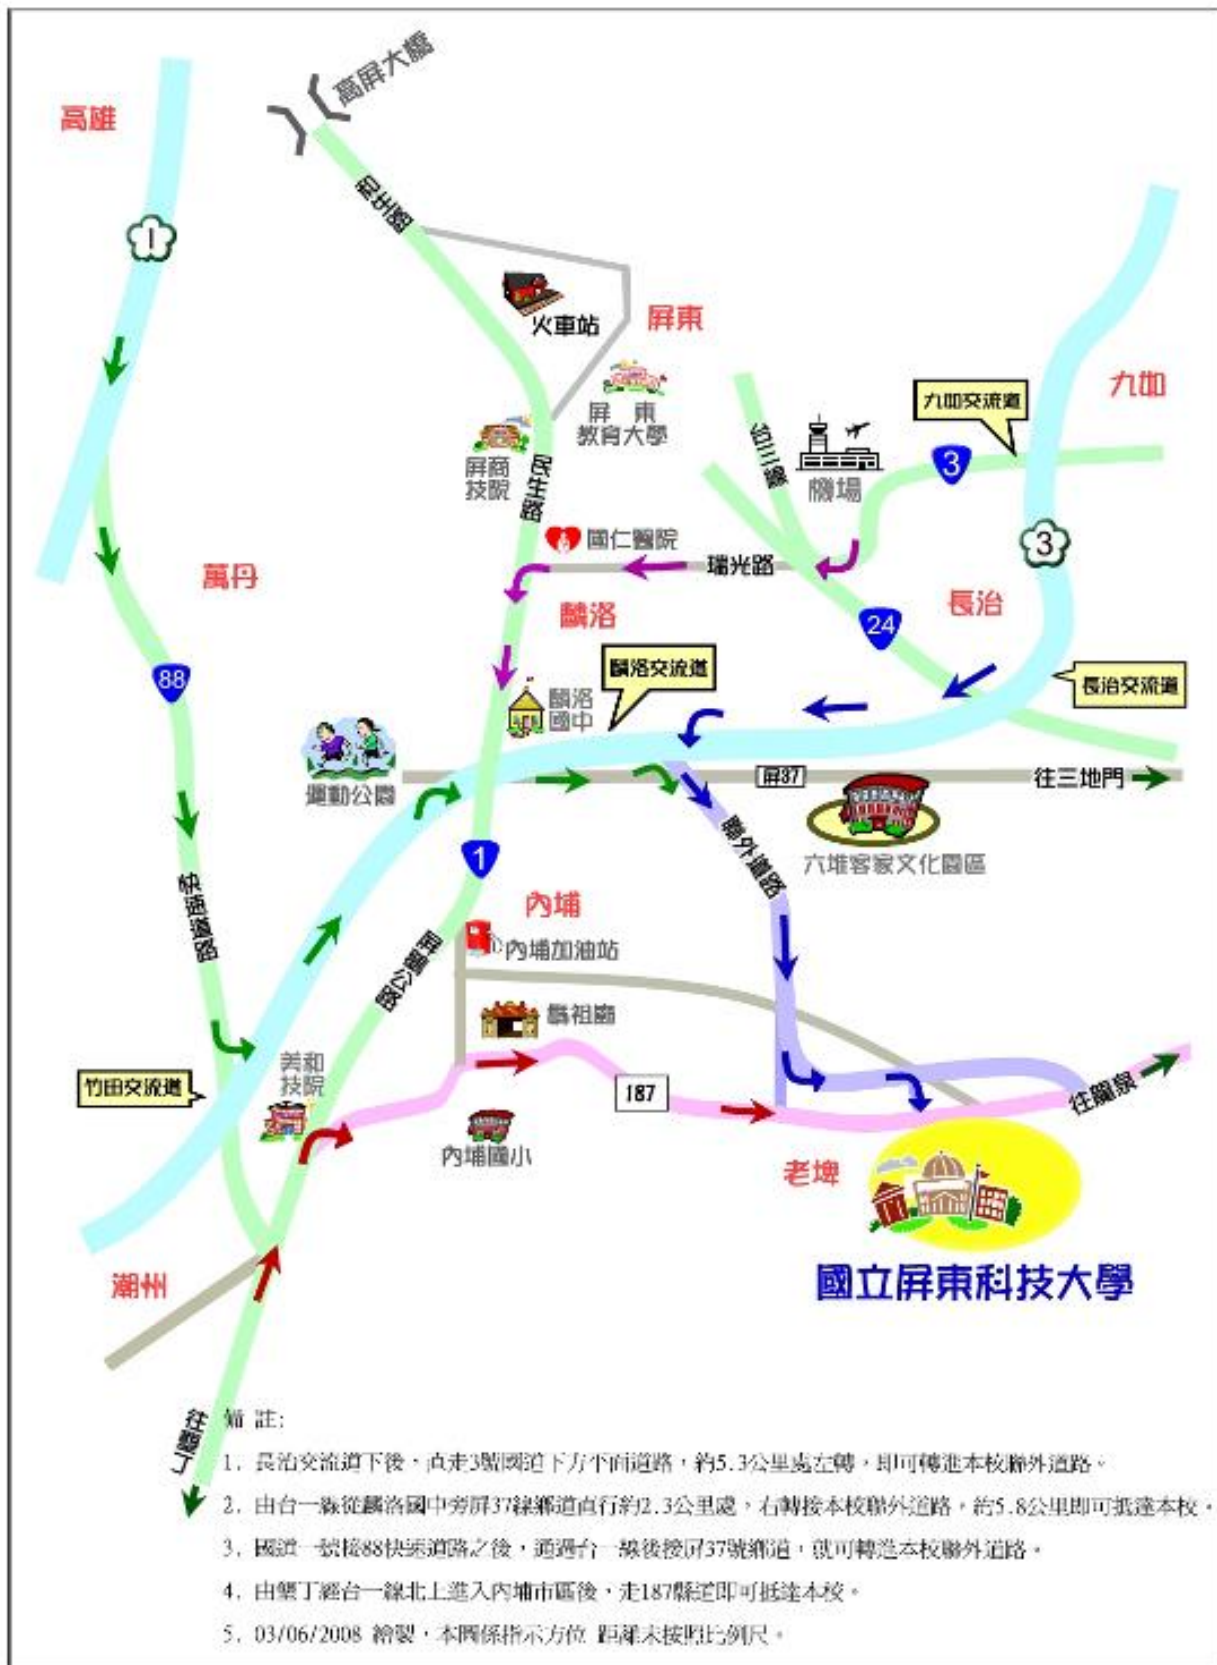 高屏大橋
高雄
民生路
1
火車站
屏東
九如
九如交流道
屏東
教育大學
屏商
技院
民生路
機場
3
國仁醫院
瑞光路
3
萬丹
麟洛
長治
24
88
麟洛交流道
長治交流道
麟洛
國中
運動公園
屏37
往三地門
1
聯外道路
六堆客家文化園區
內埔
內埔加油站
屏鵝公路
媽祖廟
美和
技院
竹田交流道
187
往龍泉
內埔國小
老埤
國立屏東科技大學
潮州
往墾丁
備 註:
1. 長治交流道下後,直走3號國道下方平面道路,約5.3公里處左轉,即可轉進本校聯外道路。
2. 由台一線從麟洛國中旁屏37線鄉道直行約2.3公里處,右轉接本校聯外道路,約5.8公里即可抵達本校。
3. 國道一號接88快速道路之後,通過台一線後接屏37號鄉道,就可轉進本校聯外道路。
4. 由墾丁經台一線北上進入內埔市區後,走187縣道即可抵達本校。
5. 03/06/2008 繪製,本圖係指示方位 距離未按照比例尺。